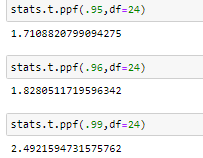 stats.t.ppf(.95,df=24)
1.7108820799094275
stats.t.ppf(.96,df=24)
1.8280511719596342
stats.t.ppf(.99,df=24)
2.4921594731575762